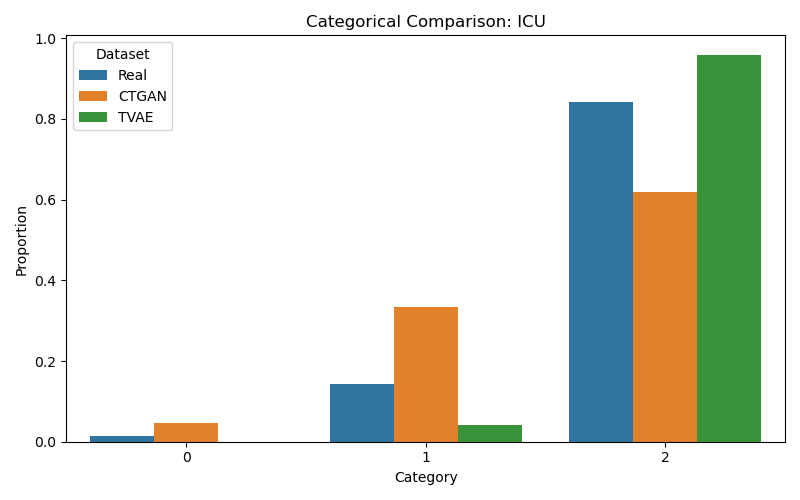 Categorical Comparison: ICU
Dataset
Real
CTGAN
TVAE
1.0
0.8
0.6
0.4
0.2
0.0
Proportion
0 1 2
Category